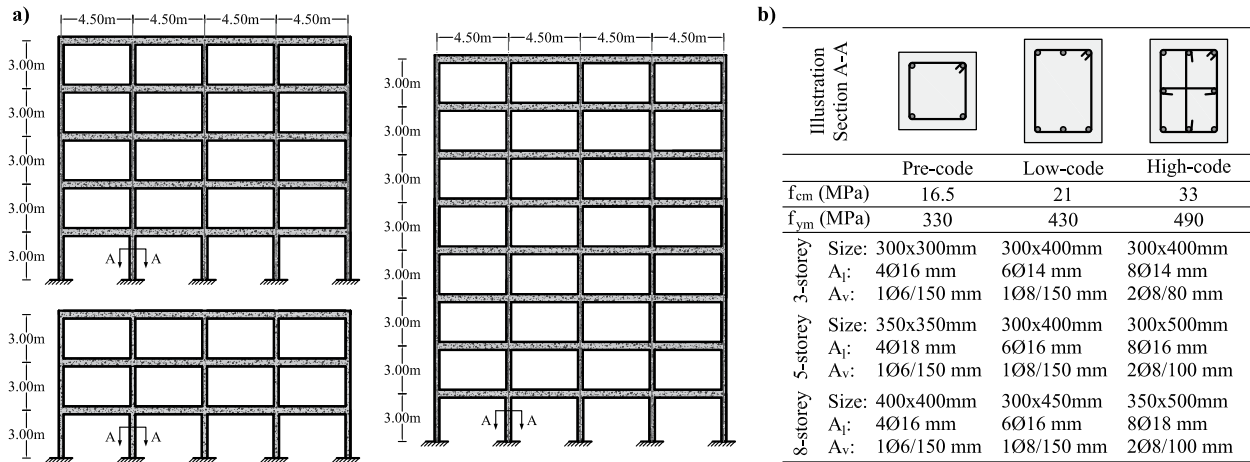 a)
4.50m 4.50m 4.50m 4.50m
3.00m
3.00m
3.00m
3.00m
3.00m
A A
3.00m
3.00m
3.00m
A A
4.50m 4.50m 4.50m 4.50m
3.00m
3.00m
3.00m
3.00m
3.00m
3.00m
3.00m
3.00m
A A
b)
Illustration
Section A-A
Pre-code Low-code High-code
fcm (MPa) 16.5 21 33
fym (MPa) 330 430 490
3-storey
Size: 300x300mm 300x400mm 300x400mm
Al: 4Ø16 mm 6Ø14 mm 8Ø14 mm
Av: 1Ø6/150 mm 1Ø8/150 mm 2Ø8/80 mm
5-storey
Size: 350x350mm 300x400mm 300x500mm
Al: 4Ø18 mm 6Ø16 mm 8Ø16 mm
Av: 1Ø6/150 mm 1Ø8/150 mm 2Ø8/100 mm
8-storey
Size: 400x400mm 300x450mm 350x500mm
Al: 4Ø16 mm 6Ø16 mm 8Ø18 mm
Av: 1Ø6/150 mm 1Ø8/150 mm 2Ø8/100 mm